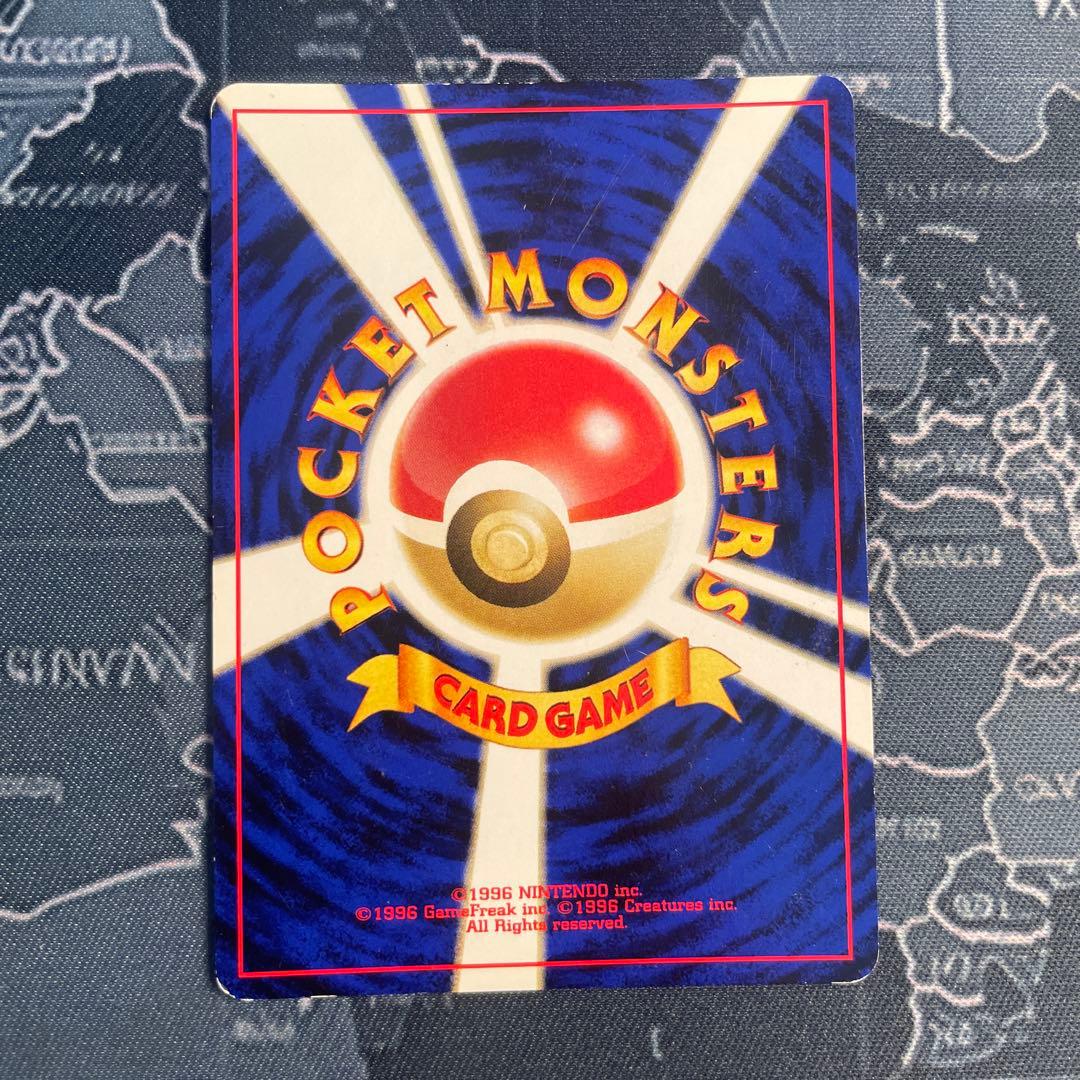 POCKET MONSTERS
CARD GAME
©1996 NINTENDO inc.
©1996 GameFreak inc. ©1996 Creatures inc.
All Rights reserved.